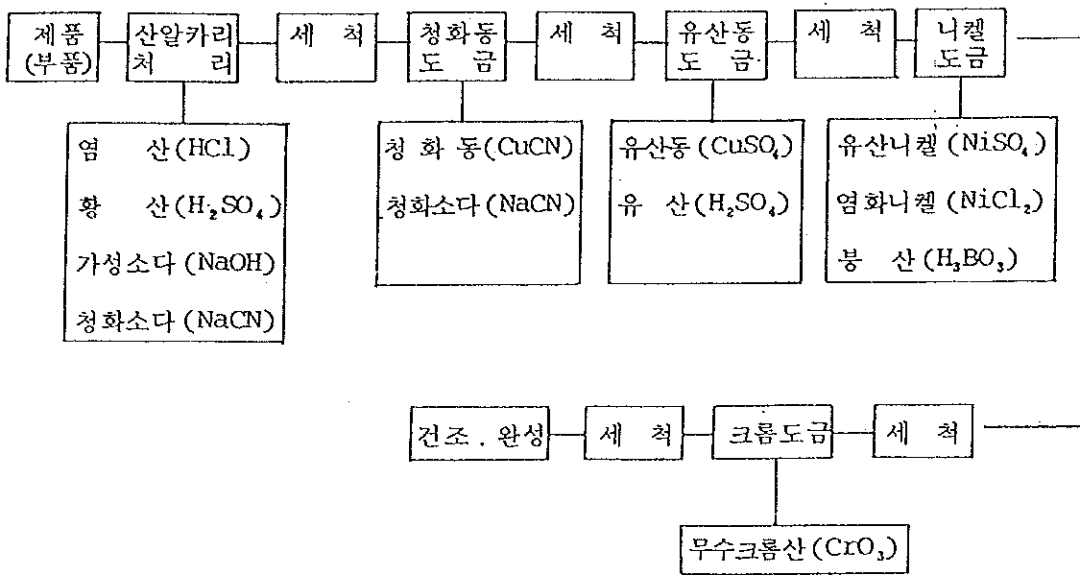 제품
(부품)
산알카리
처 리
세 척
청화동
도 금
세 척
유산동
도 금
세 척
니켈
도금
염 산(HCl)
황 산(H₂SO₄)
가성소다(NaOH)
청화소다(NaCN)
청 화 동(CuCN)
청화소다(NaCN)
유산동(CuSO₄)
유 산(H₂SO₄)
유산니켈(NiSO₄)
염화니켈(NiCl₂)
붕 산(H₃BO₃)
건조.완성
세 척
크롬도금
세 척
무수크롬산(CrO₃)